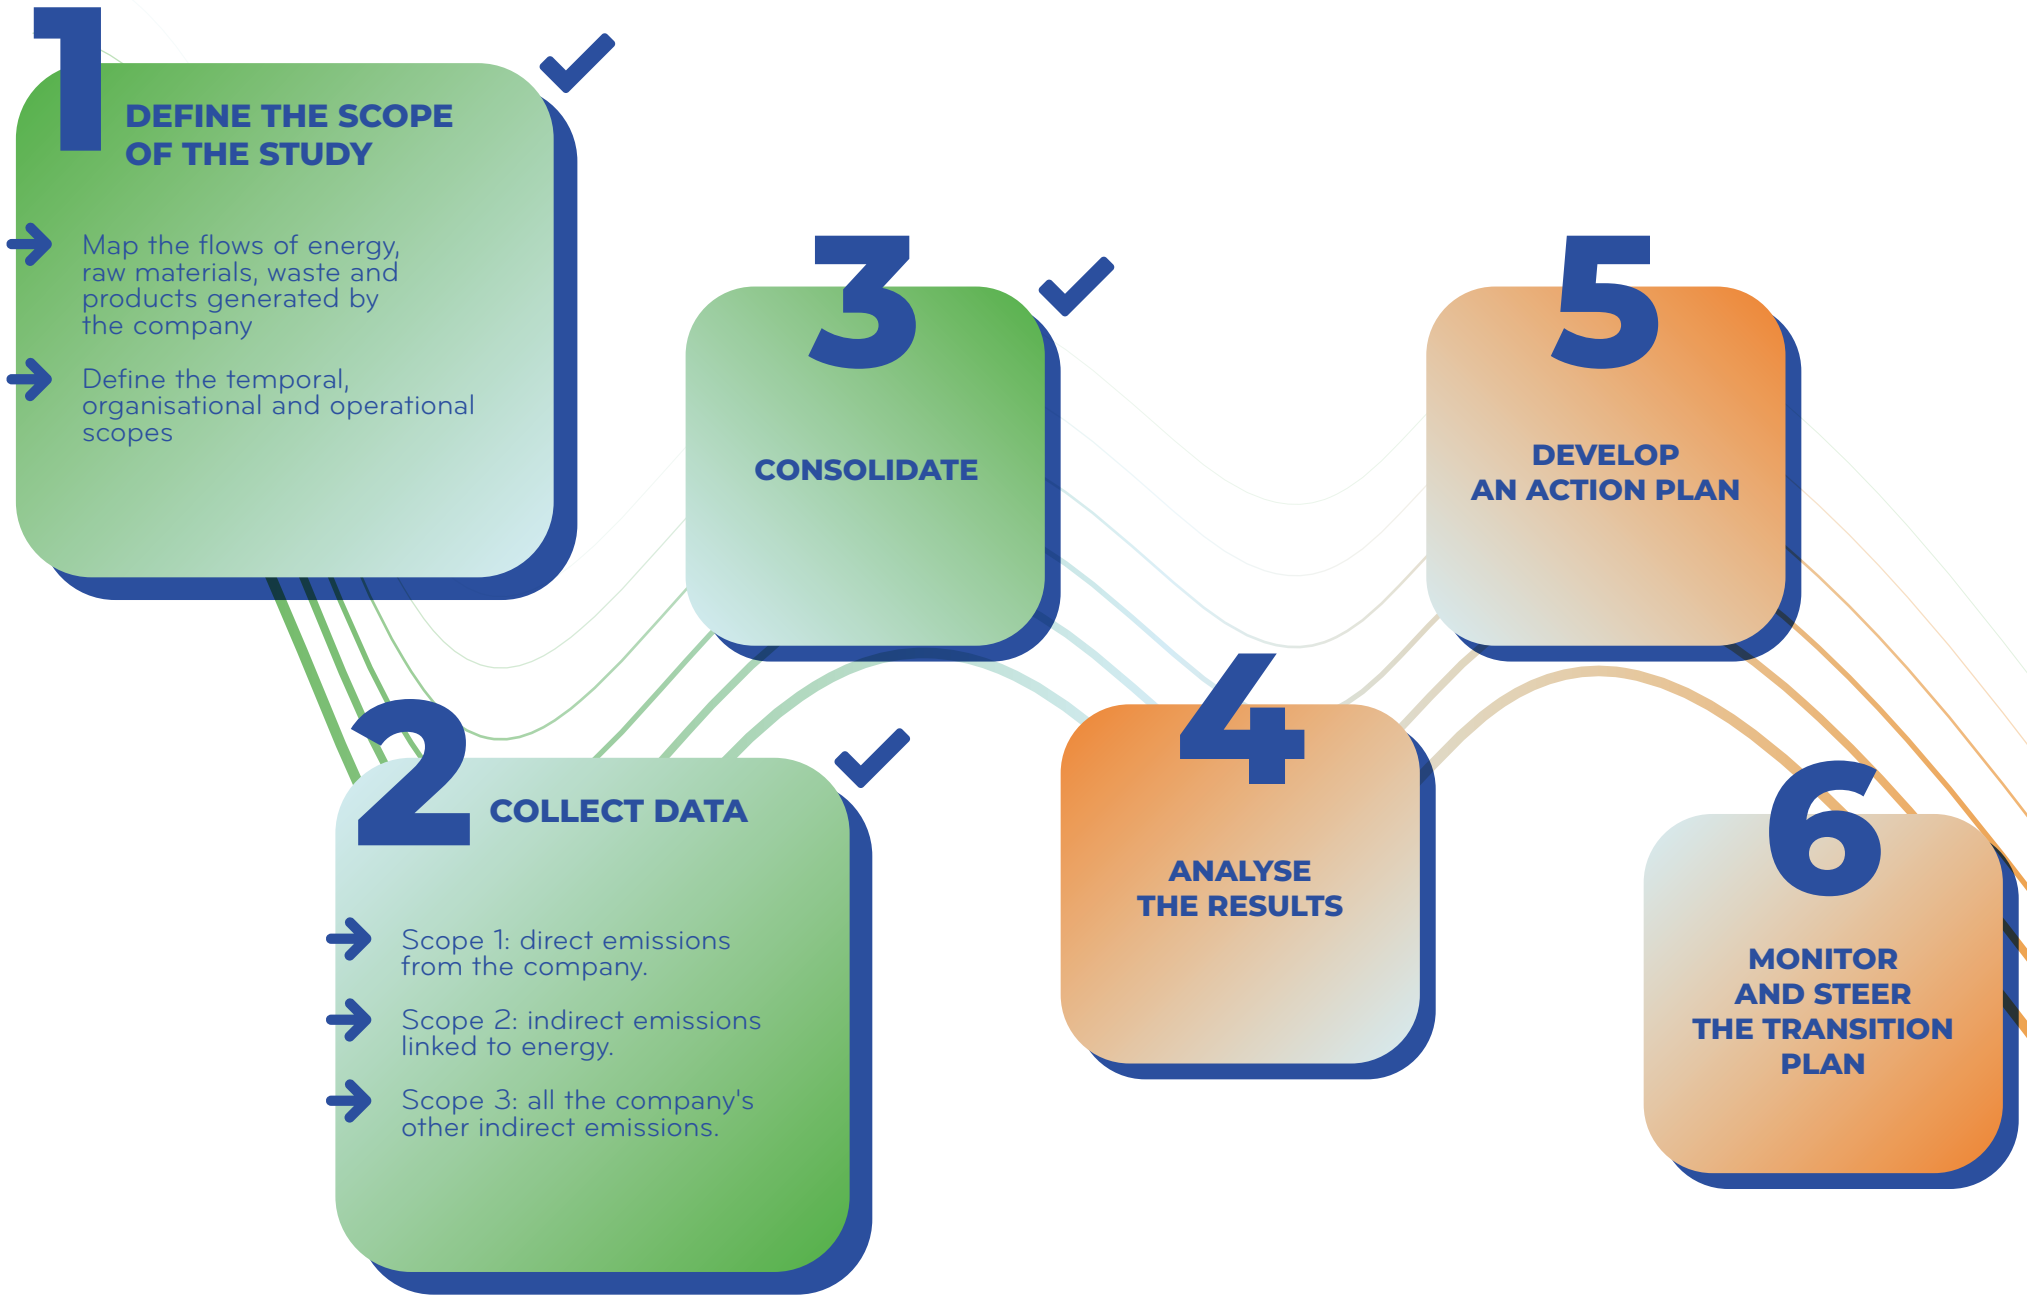 1
DEFINE THE SCOPE
OF THE STUDY
Map the flows of energy,
raw materials, waste and
products generated by
the company
Define the temporal,
organisational and operational
scopes
2
COLLECT DATA
Scope 1: direct emissions
from the company.
Scope 2: indirect emissions
linked to energy.
Scope 3: all the company's
other indirect emissions.
3
CONSOLIDATE
4
ANALYSE
THE RESULTS
5
DEVELOP
AN ACTION PLAN
6
MONITOR
AND STEER
THE TRANSITION
PLAN